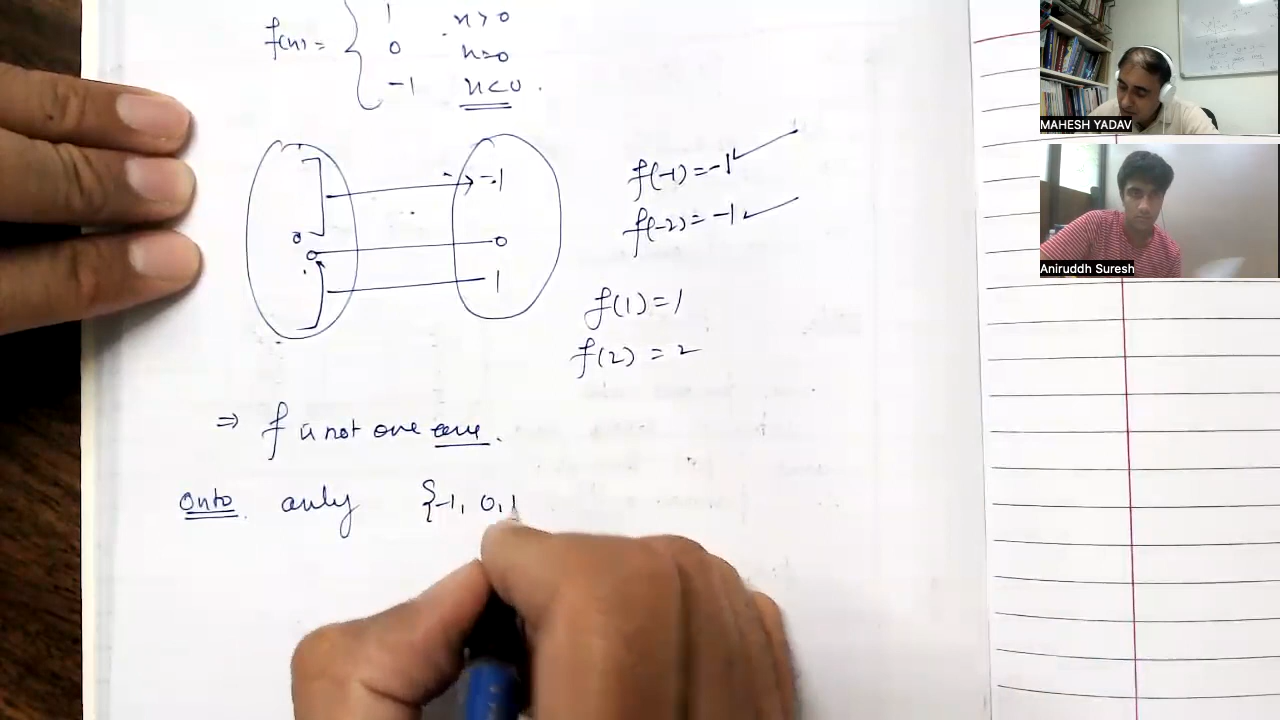 1 x > 0
f(x) = { 0 x=0
-1 x < 0 .
-1
0
0
1
f(-1) = -1
f(-2) = -1
f(1) = 1
f(2) = 2
⇒ f is not one one.
Onto only {-1, 0, 1
MAHESH YADAV
Aniruddh Suresh